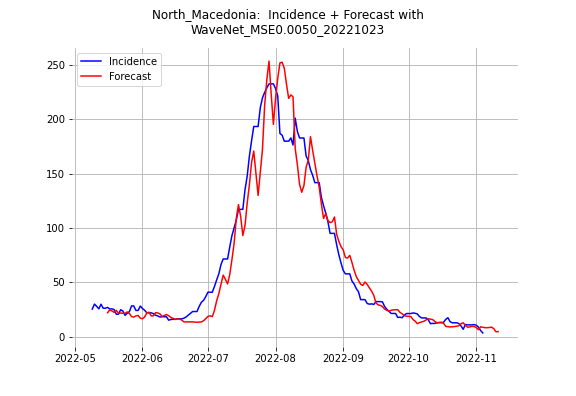 North_Macedonia:  Incidence + Forecast with
WaveNet_MSE0.0050_20221023
Incidence
Forecast
250
200
150
100
50
0
2022-05 2022-06 2022-07 2022-08 2022-09 2022-10 2022-11